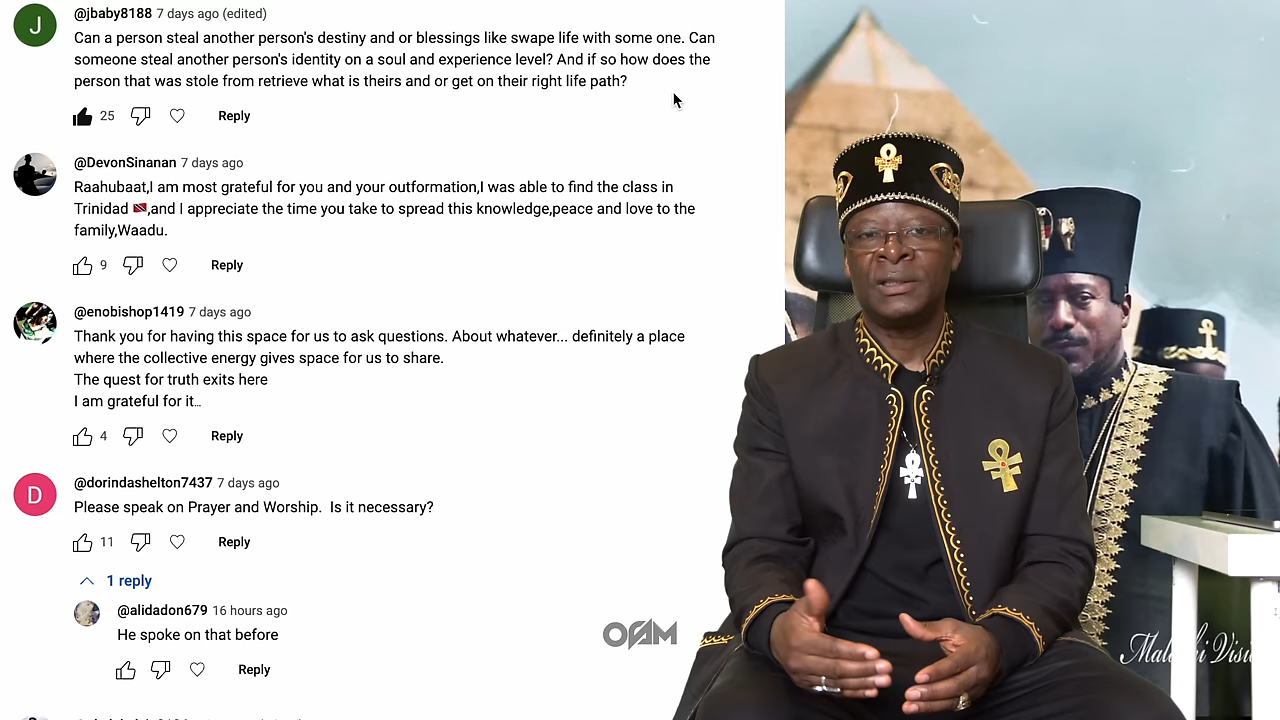 J
@jbaby8188 7 days ago (edited)
Can a person steal another person's destiny and or blessings like swape life with some one. Can
someone steal another person's identity on a soul and experience level? And if so how does the
person that was stole from retrieve what is theirs and or get on their right life path?
25 Reply
@DevonSinanan 7 days ago
Raahubaat,I am most grateful for you and your outformation,I was able to find the class in
Trinidad 🇹🇹,and I appreciate the time you take to spread this knowledge,peace and love to the
family,Waadu.
9 Reply
@enobishop1419 7 days ago
Thank you for having this space for us to ask questions. About whatever... definitely a place
where the collective energy gives space for us to share.
The quest for truth exits here
I am grateful for it...
4 Reply
D
@dorindashelton7437 7 days ago
Please speak on Prayer and Worship. Is it necessary?
11 Reply
1 reply
@alidadon679 16 hours ago
He spoke on that before
Reply